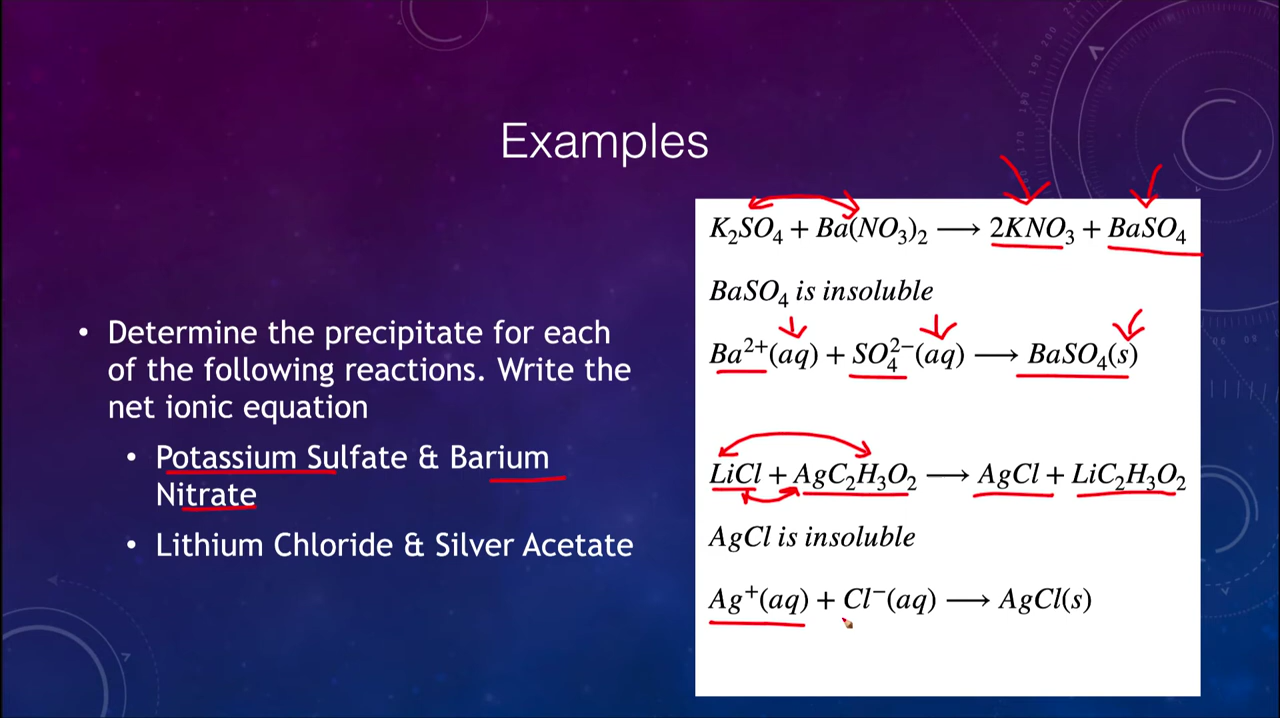 Examples
• Determine the precipitate for each
of the following reactions. Write the
net ionic equation
• Potassium Sulfate & Barium
Nitrate
• Lithium Chloride & Silver Acetate
K₂SO₄ + Ba(NO₃)₂ ⟶ 2KNO₃ + BaSO₄
BaSO₄ is insoluble
Ba²⁺(aq) + SO₄²⁻(aq) ⟶ BaSO₄(s)
LiCl + AgC₂H₃O₂ ⟶ AgCl + LiC₂H₃O₂
AgCl is insoluble
Ag⁺(aq) + Cl⁻(aq) ⟶ AgCl(s)